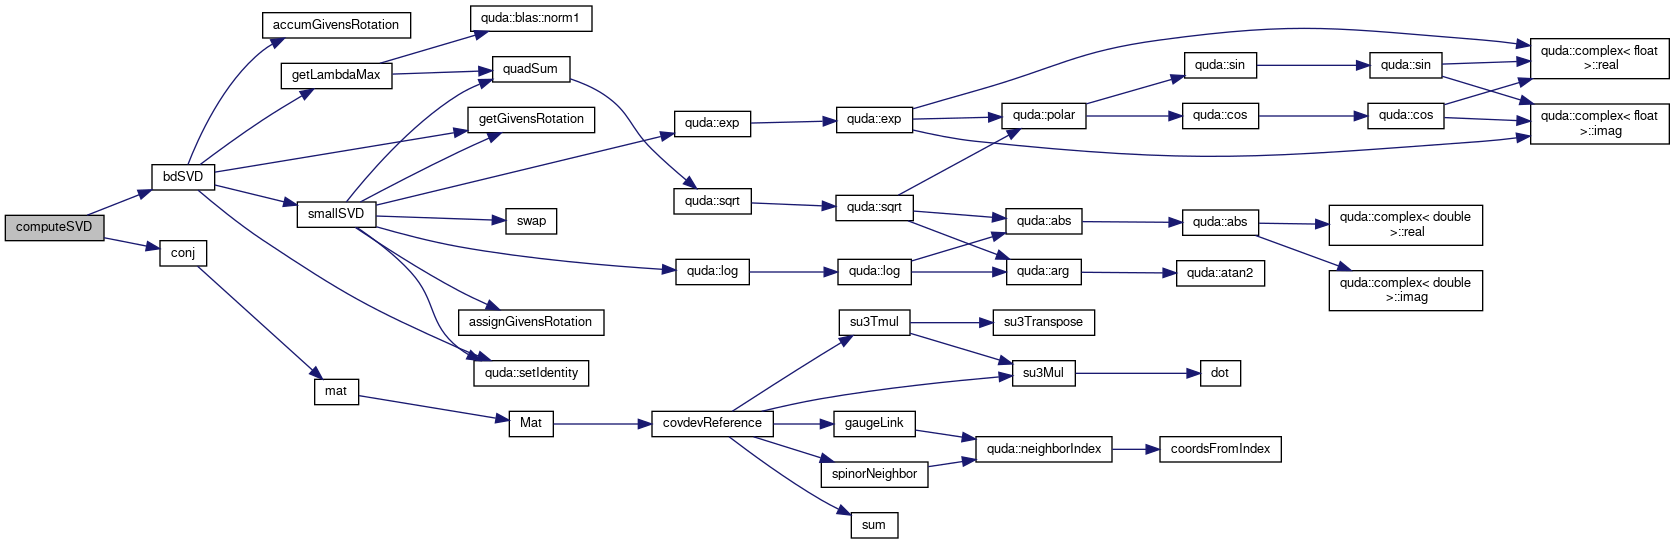 computeSVD
bdSVD
conj
accumGivensRotation
getLambdaMax
smallSVD
mat
quda::blas::norm1
quadSum
getGivensRotation
swap
assignGivensRotation
quda::setIdentity
Mat
quda::exp
quda::sqrt
quda::log
covdevReference
quda::exp
quda::sqrt
quda::log
su3Tmul
gaugeLink
spinorNeighbor
sum
quda::polar
quda::abs
quda::arg
su3Transpose
su3Mul
quda::neighborIndex
quda::sin
quda::cos
quda::abs
quda::atan2
dot
coordsFromIndex
quda::sin
quda::cos
quda::complex< double
>::real
quda::complex< double
>::imag
quda::complex< float
>::real
quda::complex< float
>::imag